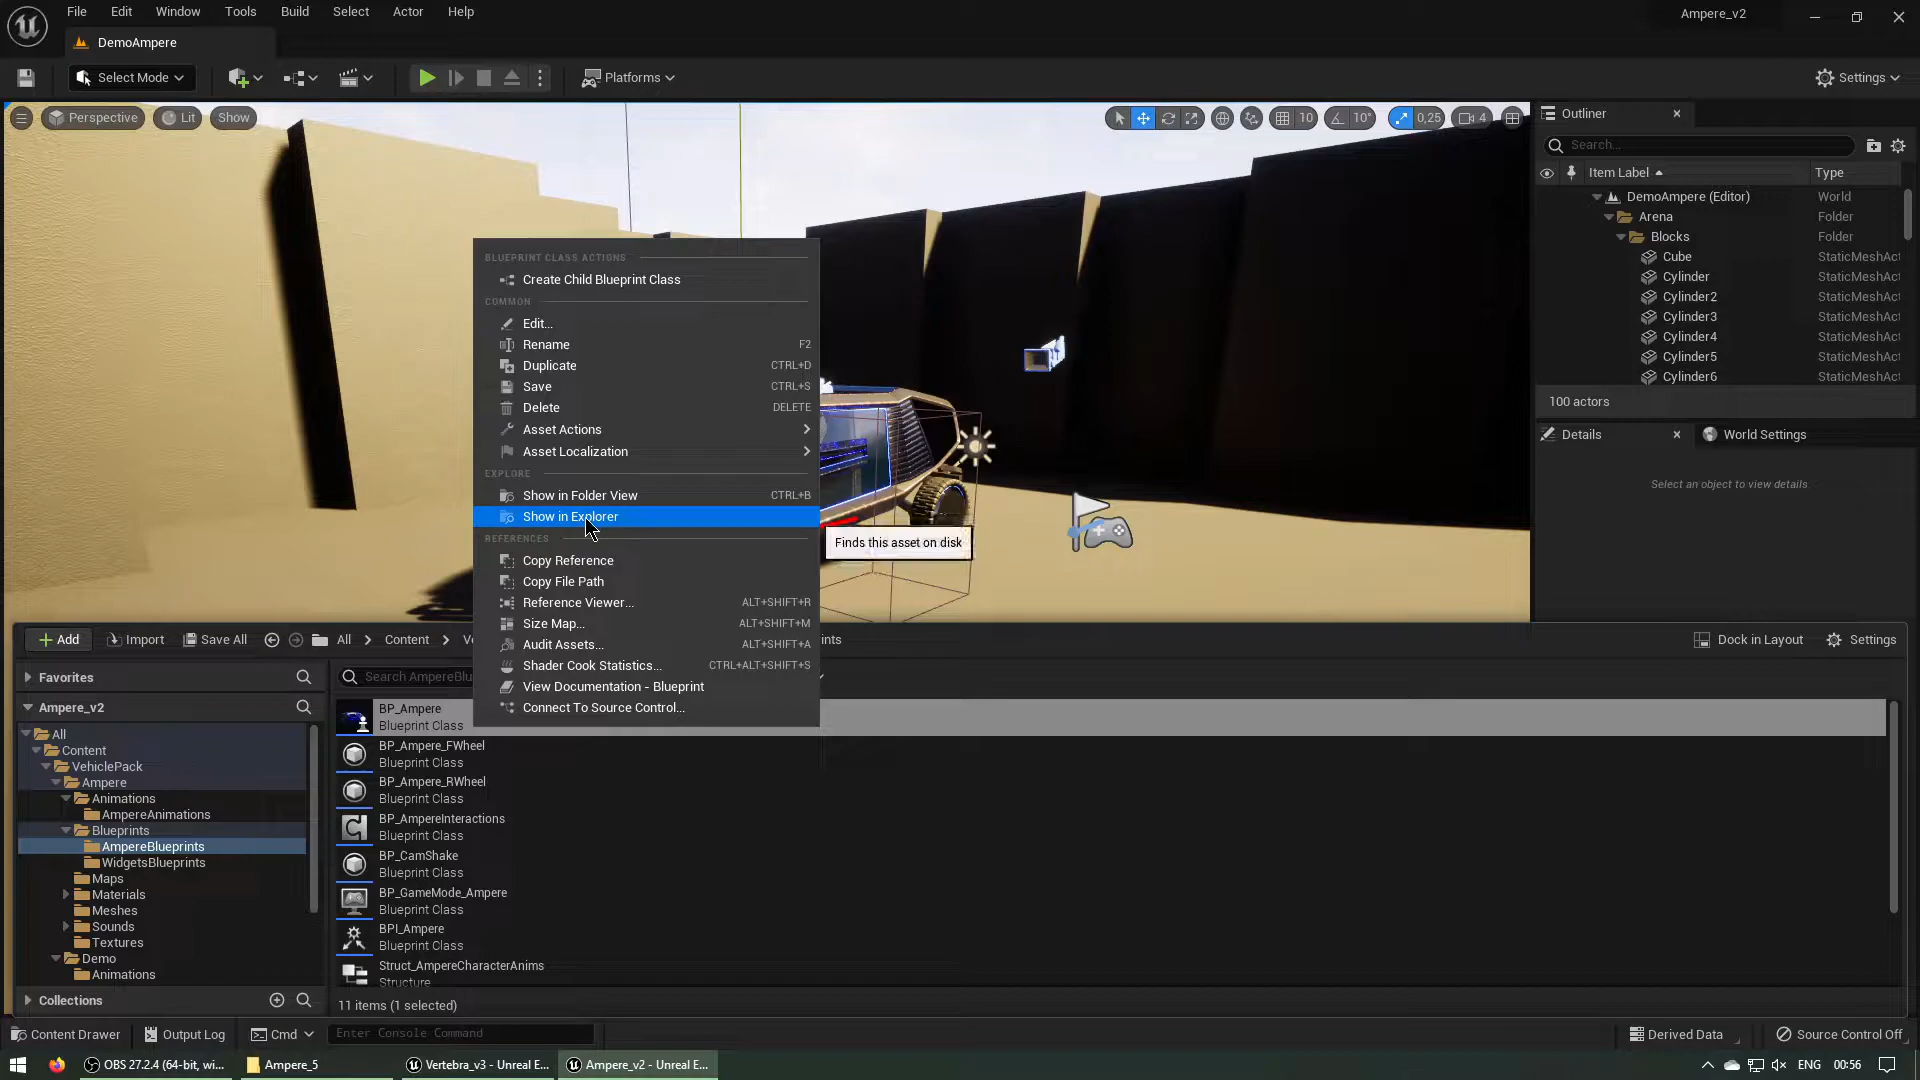 File Edit Window Tools Build Select Actor Help
Ampere_v2
DemoAmpere
Select Mode
Platforms
Settings
Perspective Lit Show
10 10° 0,25 4
Outliner
Search...
Item Label Type
DemoAmpere (Editor) World
Arena Folder
Blocks Folder
Cube StaticMeshAct
Cylinder StaticMeshAct
Cylinder2 StaticMeshAct
Cylinder3 StaticMeshAct
Cylinder4 StaticMeshAct
Cylinder5 StaticMeshAct
Cylinder6 StaticMeshAct
100 actors
Details World Settings
Select an object to view details.
BLUEPRINT CLASS ACTIONS
Create Child Blueprint Class
COMMON
Edit...
Rename F2
Duplicate CTRL+D
Save CTRL+S
Delete DELETE
Asset Actions
Asset Localization
EXPLORE
Show in Folder View CTRL+B
Show in Explorer
Finds this asset on disk
REFERENCES
Copy Reference
Copy File Path
Reference Viewer... ALT+SHIFT+R
Size Map... ALT+SHIFT+M
Audit Assets... ALT+SHIFT+A
Shader Cook Statistics... CTRL+ALT+SHIFT+S
View Documentation - Blueprint
Connect To Source Control...
Add Import Save All All Content
Dock in Layout Settings
Favorites
Ampere_v2
All
Content
VehiclePack
Ampere
Animations
AmpereAnimations
Blueprints
AmpereBlueprints
WidgetsBlueprints
Maps
Materials
Meshes
Sounds
Textures
Demo
Animations
Collections
Search AmpereBlu
BP_Ampere
Blueprint Class
BP_Ampere_FWheel
Blueprint Class
BP_Ampere_RWheel
Blueprint Class
BP_AmpereInteractions
Blueprint Class
BP_CamShake
Blueprint Class
BP_GameMode_Ampere
Blueprint Class
BPI_Ampere
Blueprint Class
Struct_AmpereCharacterAnims
Structure
11 items (1 selected)
Content Drawer Output Log Cmd Enter Console Command
Derived Data Source Control Off
OBS 27.2.4 (64-bit, wi... Ampere_5 Vertebra_v3 - Unreal E... Ampere_v2 - Unreal E... ENG 00:56